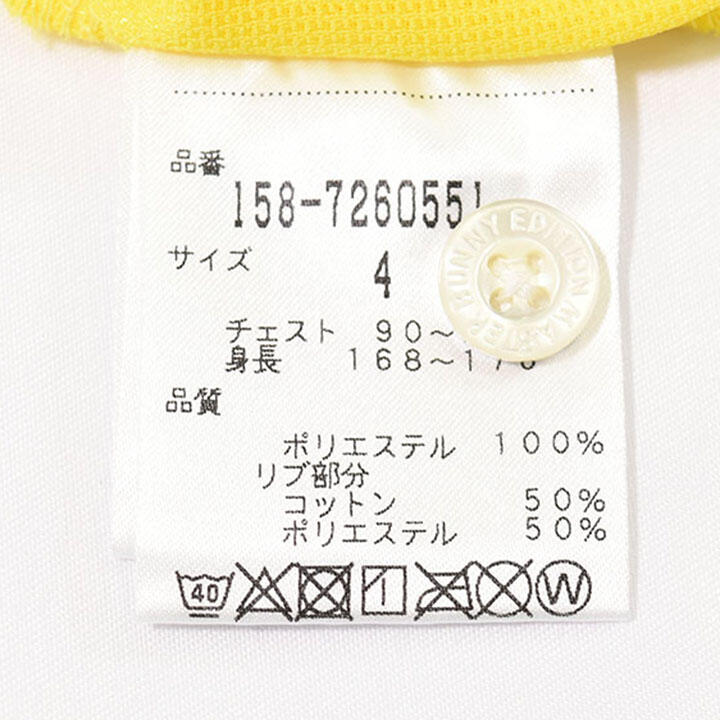 品番
158-7260551
サイズ 4
チェスト 90～
身長 168～176
品質
ポリエステル 100%
リブ部分
コットン 50%
ポリエステル 50%
40 1 W
MASTER BUNNY EDITION